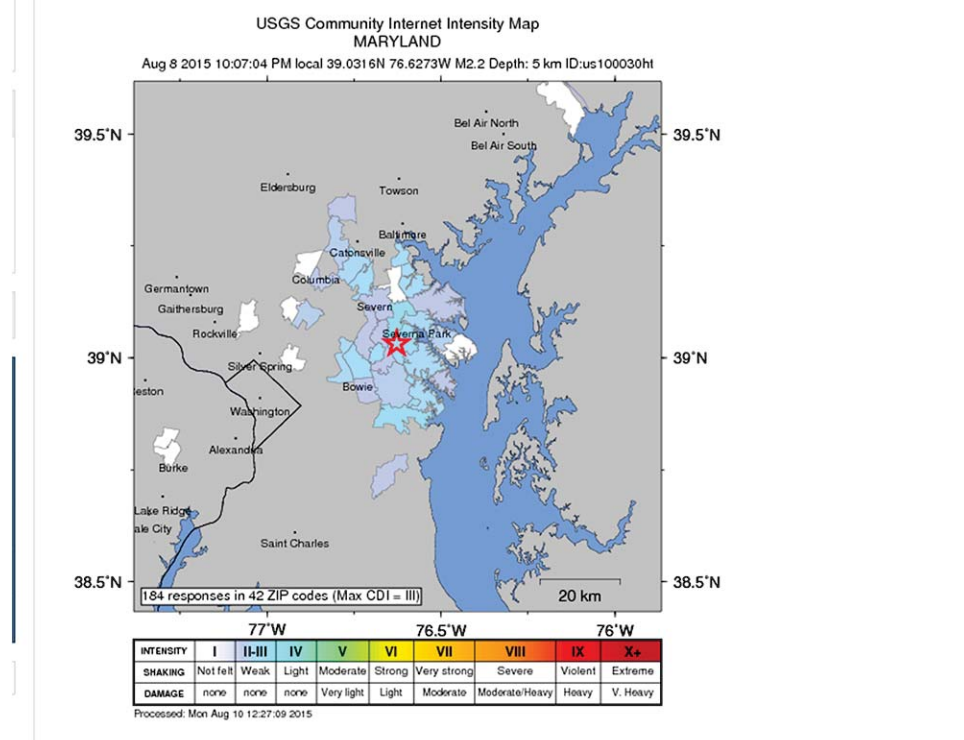 USGS Community Internet Intensity Map
MARYLAND
Aug 8 2015 10:07:04 PM local 39.0316N 76.6273W M2.2 Depth: 5 km ID:us100030ht
Bel Air North
39.5˚N 39.5˚N
Bel Air South
Eldersburg Towson
Baltimore
Catonsville
Columbia
Germantown
Gaithersburg Severn
Rockville Severna Park
39˚N 39˚N
Silver Spring
eston Bowie
Washington
Alexandria
Burke
Lake Ridge
ale City
Saint Charles
38.5˚N 38.5˚N
184 responses in 42 ZIP codes (Max CDI = III) 20 km
77˚W 76.5˚W 76˚W
INTENSITY I II-III IV V VI VII VIII IX X+
SHAKING Not felt Weak Light Moderate Strong Very strong Severe Violent Extreme
DAMAGE none none none Very light Light Moderate Moderate/Heavy Heavy V. Heavy
Processed: Mon Aug 10 12:27:09 2015